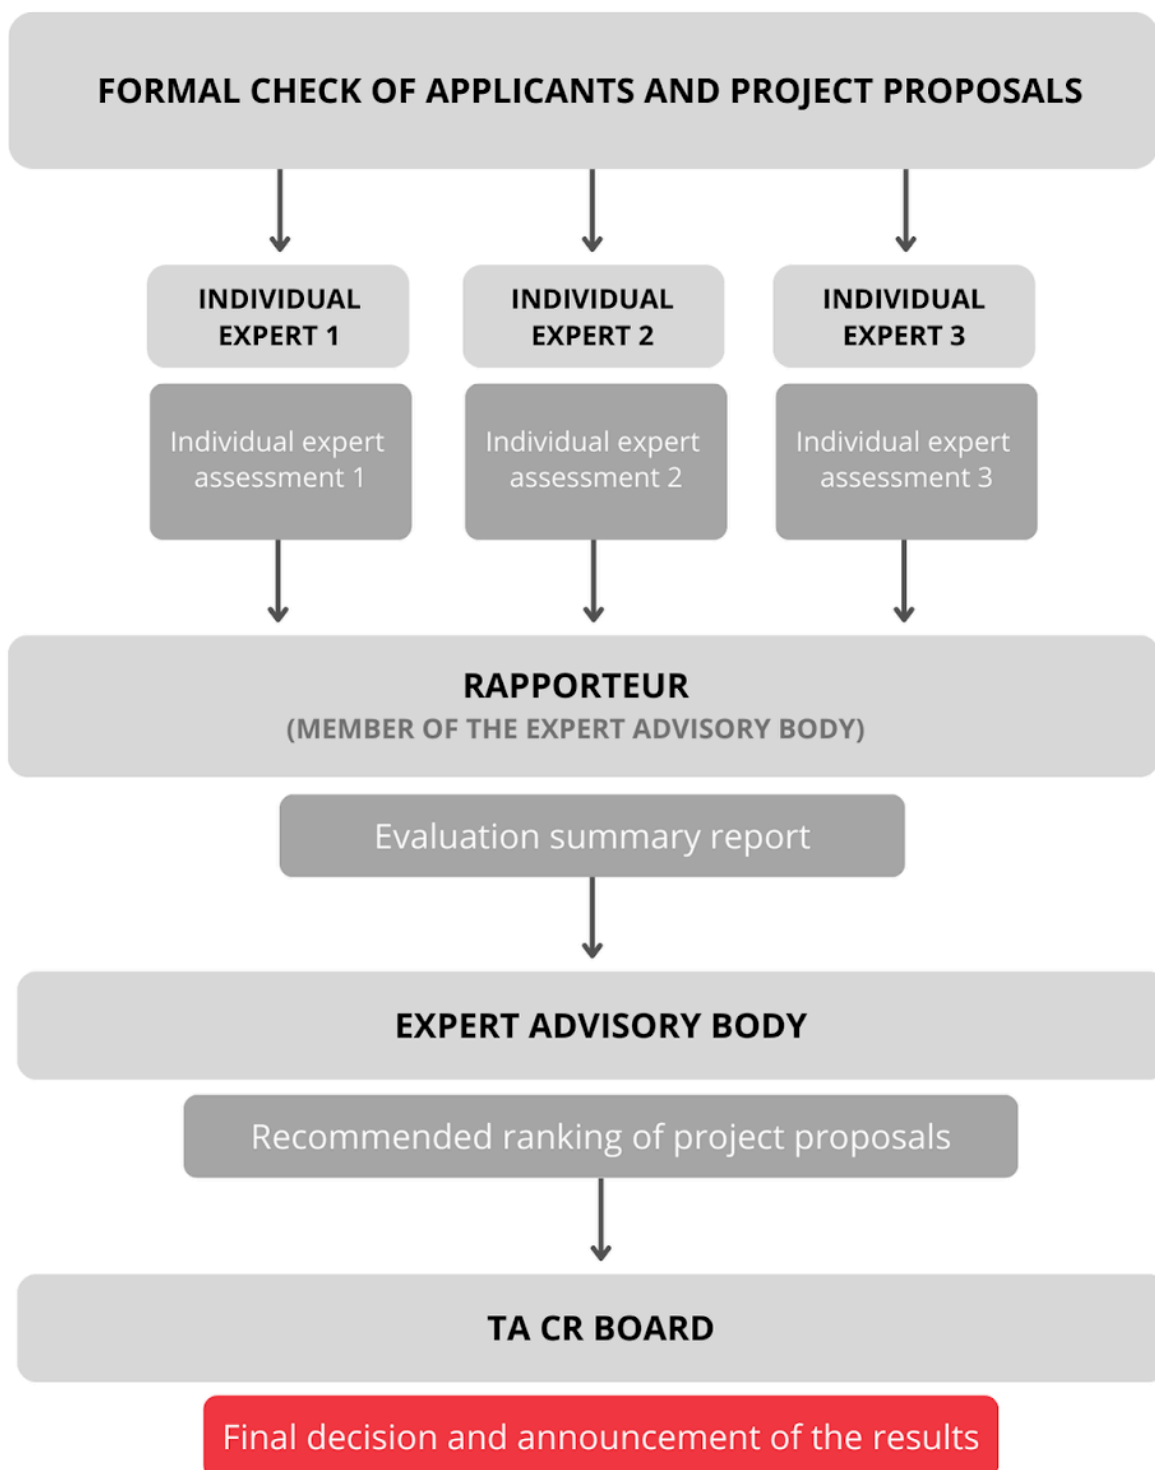 FORMAL CHECK OF APPLICANTS AND PROJECT PROPOSALS
INDIVIDUAL
EXPERT 1
INDIVIDUAL
EXPERT 2
INDIVIDUAL
EXPERT 3
Individual expert
assessment 1
Individual expert
assessment 2
Individual expert
assessment 3
RAPPORTEUR
(MEMBER OF THE EXPERT ADVISORY BODY)
Evaluation summary report
EXPERT ADVISORY BODY
Recommended ranking of project proposals
TA CR BOARD
Final decision and announcement of the results